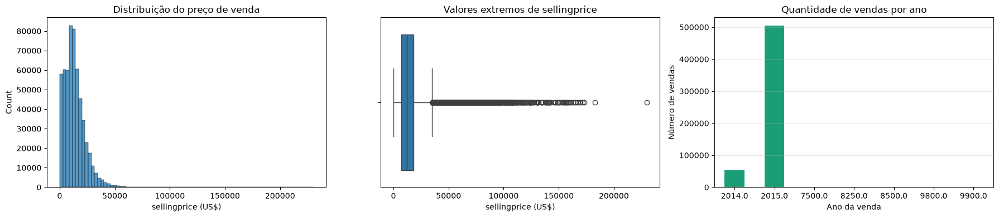 Distribuição do preço de venda
80000
70000
60000
50000
40000
30000
20000
10000
0
Count
0 50000 100000 150000 200000
sellingprice (US$)
Valores extremos de sellingprice
0 50000 100000 150000 200000
sellingprice (US$)
Quantidade de vendas por ano
500000
400000
300000
200000
100000
0
Número de vendas
2014.0 2015.0 7500.0 8250.0 8500.0 9800.0 9900.0
Ano da venda